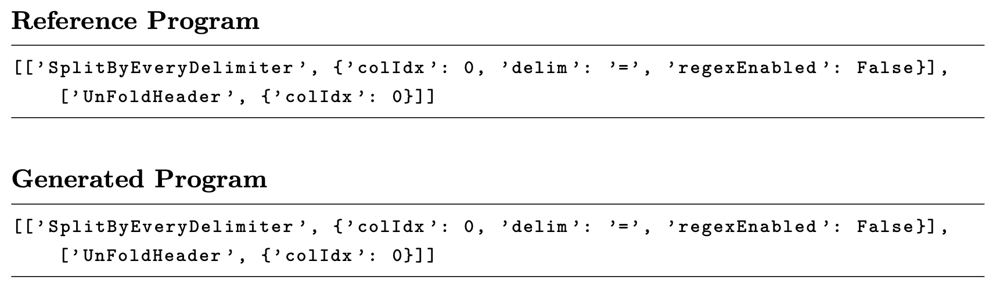 Reference Program
[['SplitByEveryDelimiter', {'colIdx': 0, 'delim': '=', 'regexEnabled': False}],
['UnFoldHeader', {'colIdx': 0}]]
Generated Program
[['SplitByEveryDelimiter', {'colIdx': 0, 'delim': '=', 'regexEnabled': False}],
['UnFoldHeader', {'colIdx': 0}]]